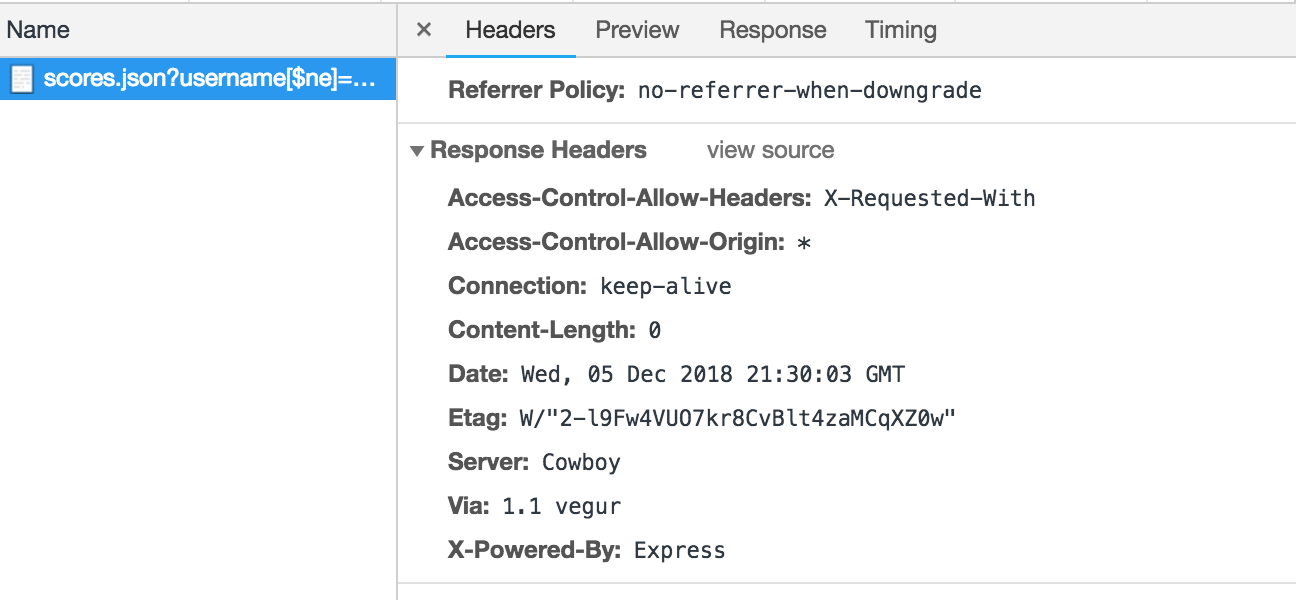 Name
× Headers Preview Response Timing
scores.json?username[$ne]=...
Referrer Policy: no-referrer-when-downgrade
Response Headers view source
Access-Control-Allow-Headers: X-Requested-With
Access-Control-Allow-Origin: *
Connection: keep-alive
Content-Length: 0
Date: Wed, 05 Dec 2018 21:30:03 GMT
Etag: W/"2-l9Fw4VUO7kr8CvBlt4zaMCqXZ0w"
Server: Cowboy
Via: 1.1 vegur
X-Powered-By: Express